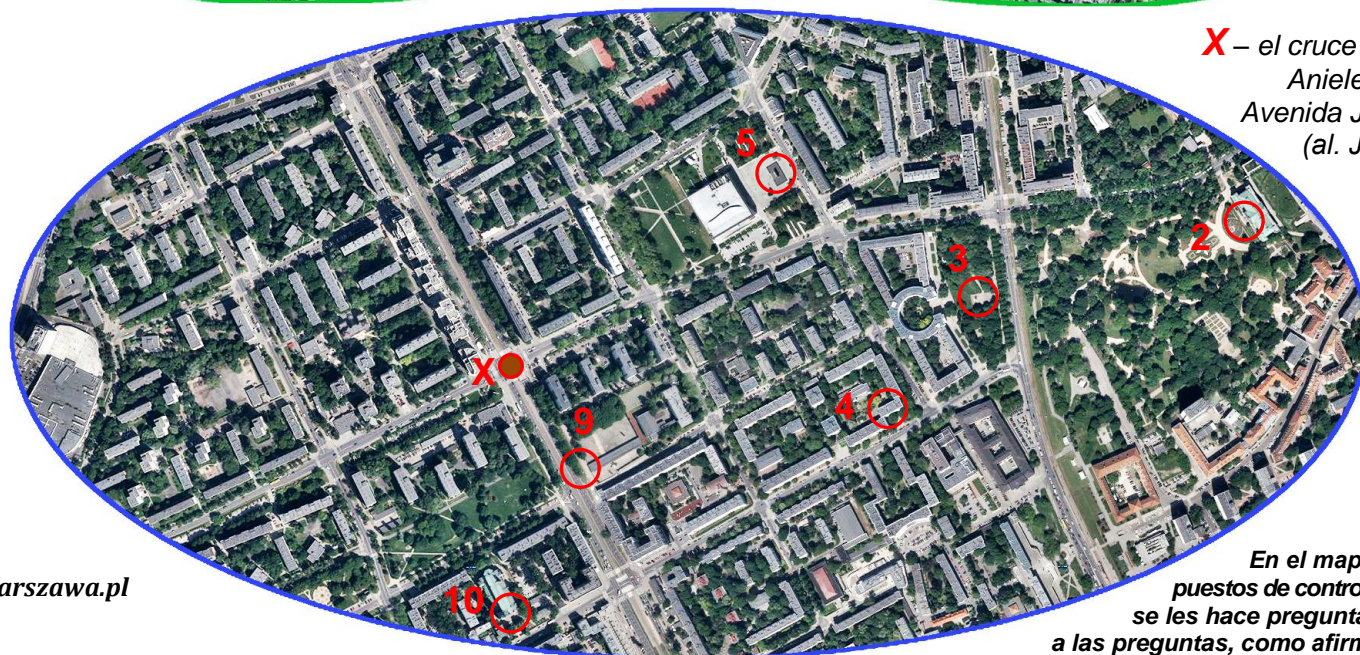 X – el cruce
Aniele
Avenida J
(al. J
5
2
3
X
4
9
10
arszawa.pl
En el map
puestos de contro
se les hace pregunta
a las preguntas, como afirm